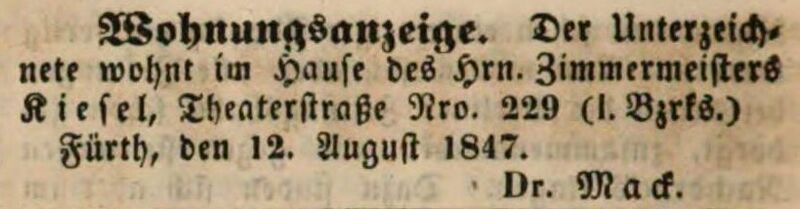 Wohnungsanzeige. Der Unterzeich-
nete wohnt im Hause des Hrn. Zimmermeisters
Kiesel, Theaterstraße Nro. 229 (I. Bzrks.)
Fürth, den 12. August 1847.
Dr. Mack.